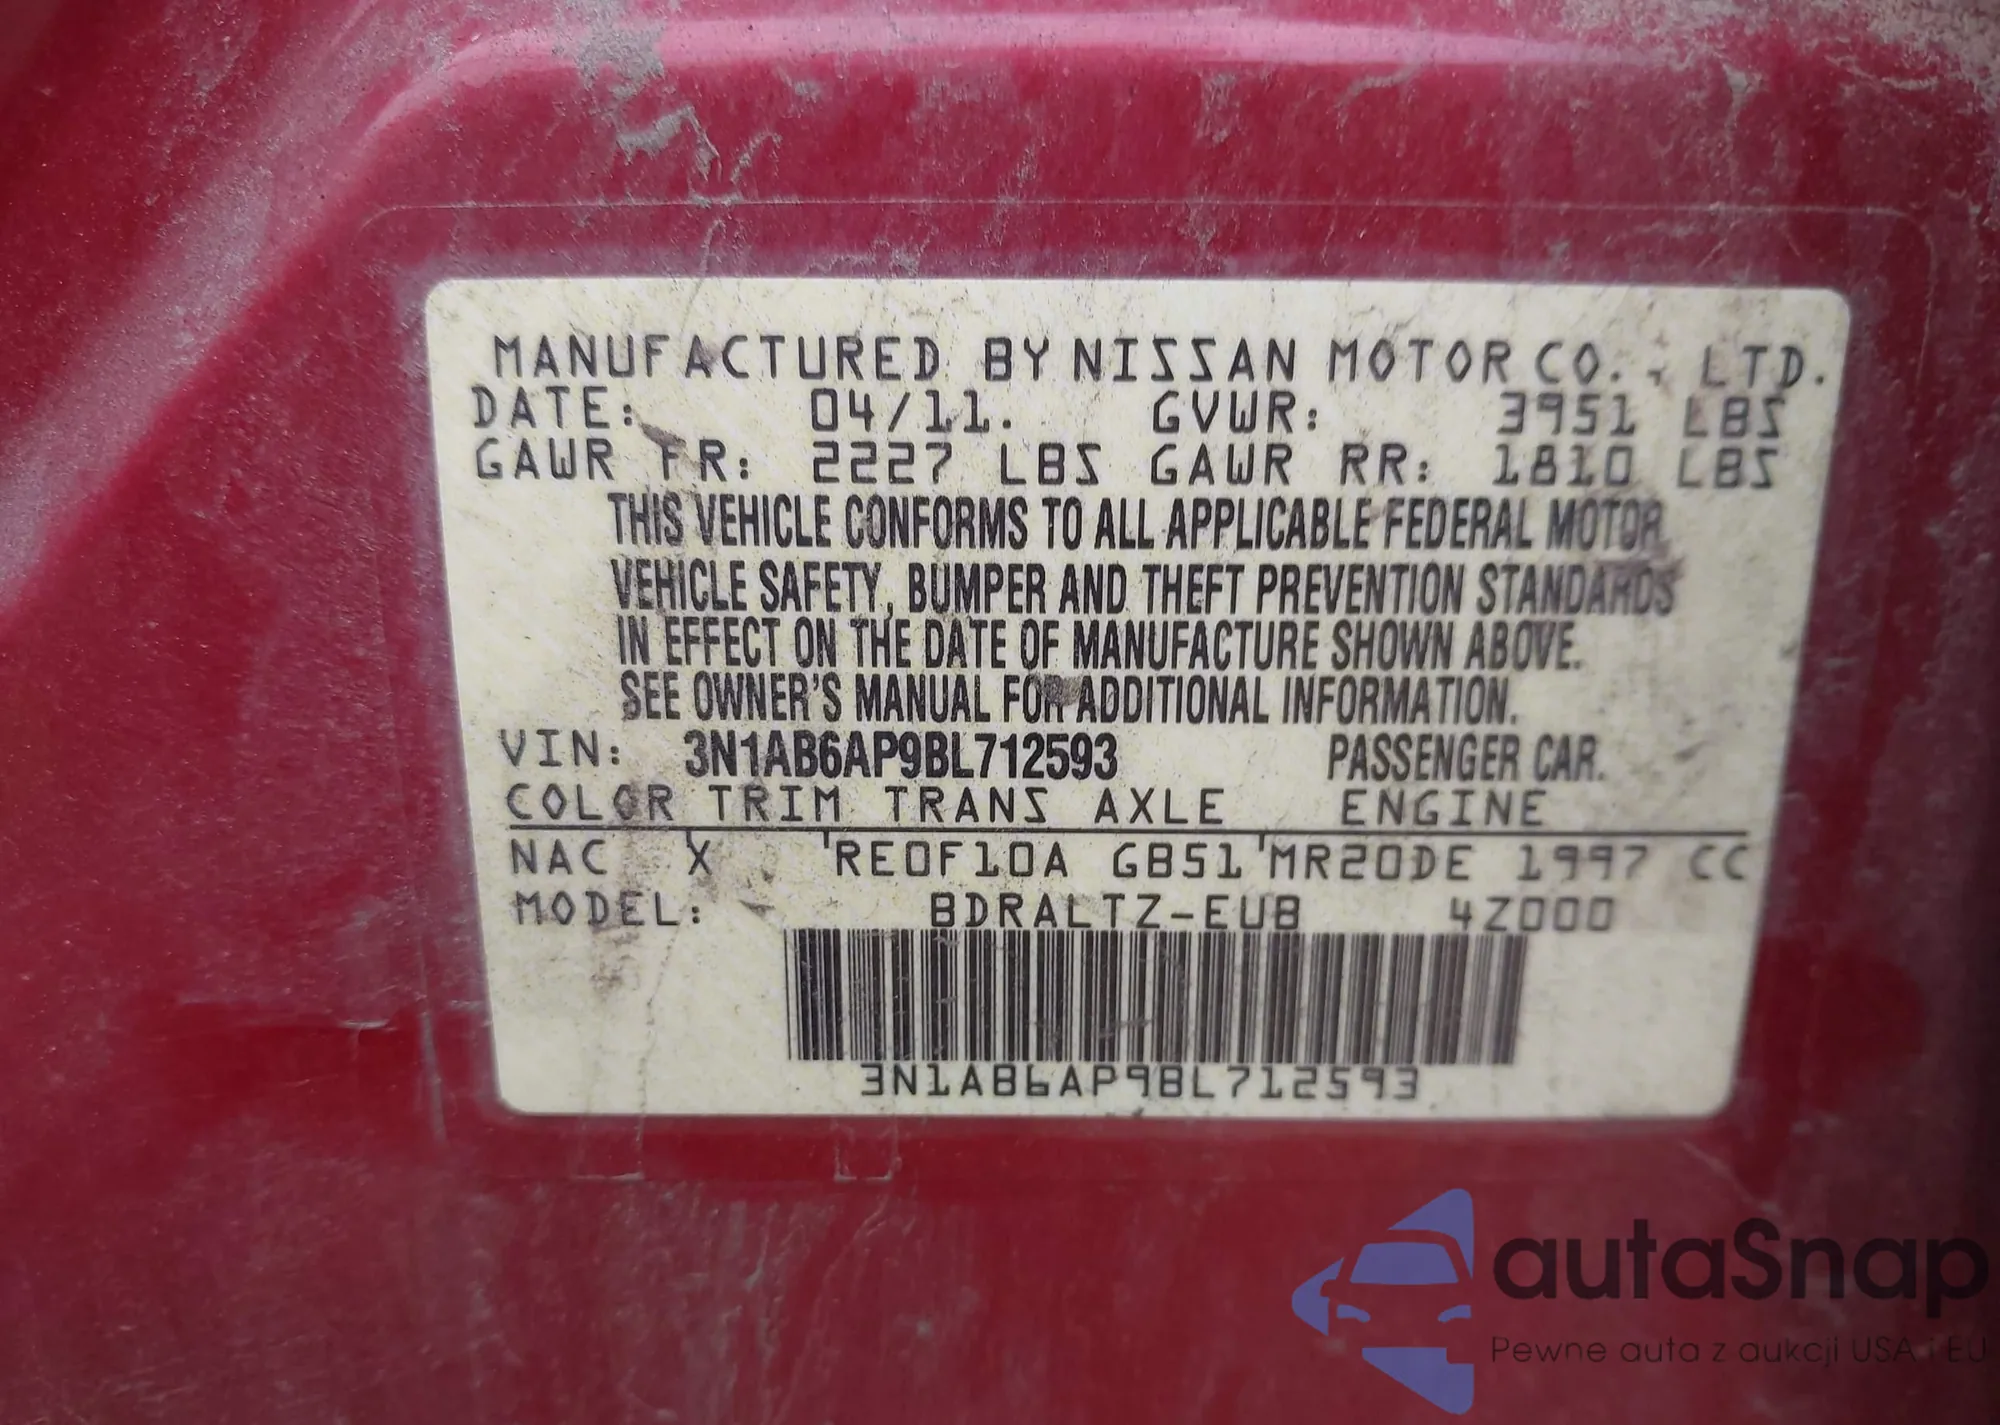 MANUFACTURED BY NISSAN MOTOR CO., LTD.
DATE: 04/11. GVWR: 3951 LBS
GAWR FR: 2227 LBS GAWR RR: 1810 LBS
THIS VEHICLE CONFORMS TO ALL APPLICABLE FEDERAL MOTOR
VEHICLE SAFETY, BUMPER AND THEFT PREVENTION STANDARDS
IN EFFECT ON THE DATE OF MANUFACTURE SHOWN ABOVE.
SEE OWNER'S MANUAL FOR ADDITIONAL INFORMATION.
VIN: 3N1AB6AP9BL712593 PASSENGER CAR.
COLOR TRIM TRANS AXLE ENGINE
NAC X RE0F10A GB51 MR20DE 1997 CC
MODEL: BDRALTZ-EUB 4Z000
3N1AB6AP9BL712593
autaSnap
Pewne auta z aukcji USA i EU